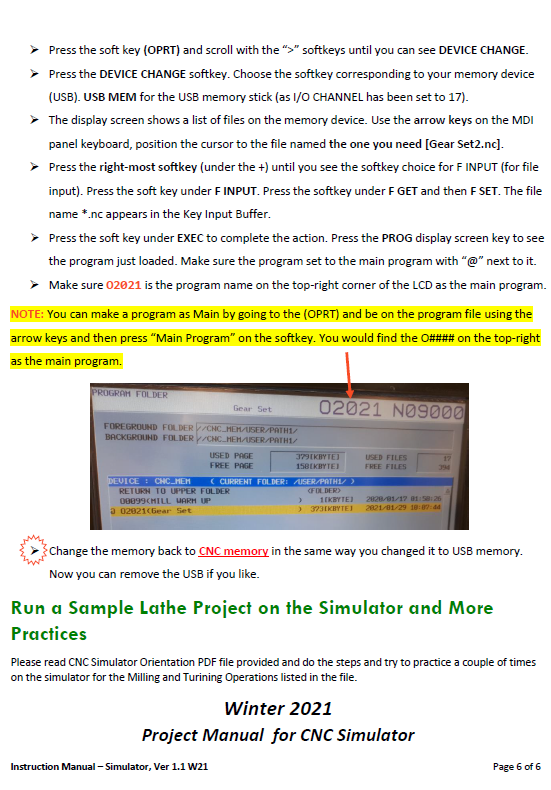 ➢ Press the soft key (OPRT) and scroll with the “>” softkeys until you can see DEVICE CHANGE.
➢ Press the DEVICE CHANGE softkey. Choose the softkey corresponding to your memory device
(USB). USB MEM for the USB memory stick (as I/O CHANNEL has been set to 17).
➢ The display screen shows a list of files on the memory device. Use the arrow keys on the MDI
panel keyboard, position the cursor to the file named the one you need [Gear Set2.nc].
➢ Press the right-most softkey (under the +) until you see the softkey choice for F INPUT (for file
input). Press the soft key under F INPUT. Press the softkey under F GET and then F SET. The file
name *.nc appears in the Key Input Buffer.
➢ Press the soft key under EXEC to complete the action. Press the PROG display screen key to see
the program just loaded. Make sure the program set to the main program with “@” next to it.
➢ Make sure O2021 is the program name on the top-right corner of the LCD as the main program.
NOTE: You can make a program as Main by going to the (OPRT) and be on the program file using the
arrow keys and then press “Main Program” on the softkey. You would find the O#### on the top-right
as the main program.
PROGRAM FOLDER
Gear Set O2021 N09000
FOREGROUND FOLDER //CNC_MEM/USER/PATH1/
BACKGROUND FOLDER //CNC_MEM/USER/PATH1/
USED PAGE 379(KBYTE) USED FILES 17
FREE PAGE 158(KBYTE) FREE FILES 394
DEVICE : CNC_MEM ( CURRENT FOLDER: /USER/PATH1/ )
RETURN TO UPPER FOLDER (FOLDER)
O0099(MILL WARM UP ) 1(KBYTE) 2020/01/17 01:50:26
@ O2021(Gear Set ) 373(KBYTE) 2021/01/29 10:07:44
➢ Change the memory back to CNC memory in the same way you changed it to USB memory.
Now you can remove the USB if you like.
Run a Sample Lathe Project on the Simulator and More
Practices
Please read CNC Simulator Orientation PDF file provided and do the steps and try to practice a couple of times
on the simulator for the Milling and Turining Operations listed in the file.
Winter 2021
Project Manual for CNC Simulator
Instruction Manual – Simulator, Ver 1.1 W21 Page 6 of 6